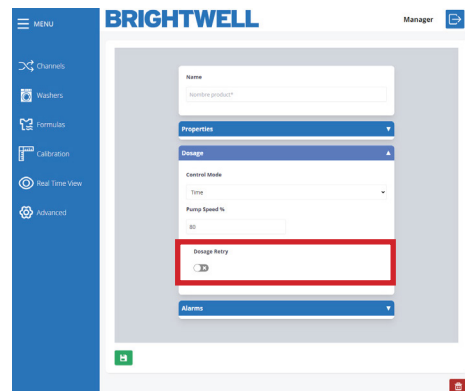 MENU
BRIGHTWELL
Manager
Channels
Washers
Formulas
Calibration
Real Time View
Advanced
Name
Nombre product*
Properties
Dosage
Control Mode
Time
Pump Speed %
80
Dosage Retry
Alarms